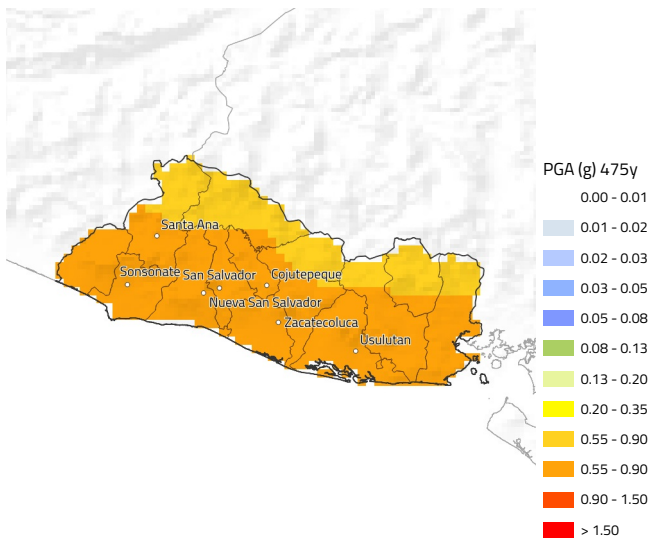 PGA (g) 475y
0.00 - 0.01
0.01 - 0.02
0.02 - 0.03
0.03 - 0.05
0.05 - 0.08
0.08 - 0.13
0.13 - 0.20
0.20 - 0.35
0.55 - 0.90
0.55 - 0.90
0.90 - 1.50
> 1.50
Santa Ana
Sonsonate
San Salvador
Cojutepeque
Nueva San Salvador
Zacatecoluca
Usulutan